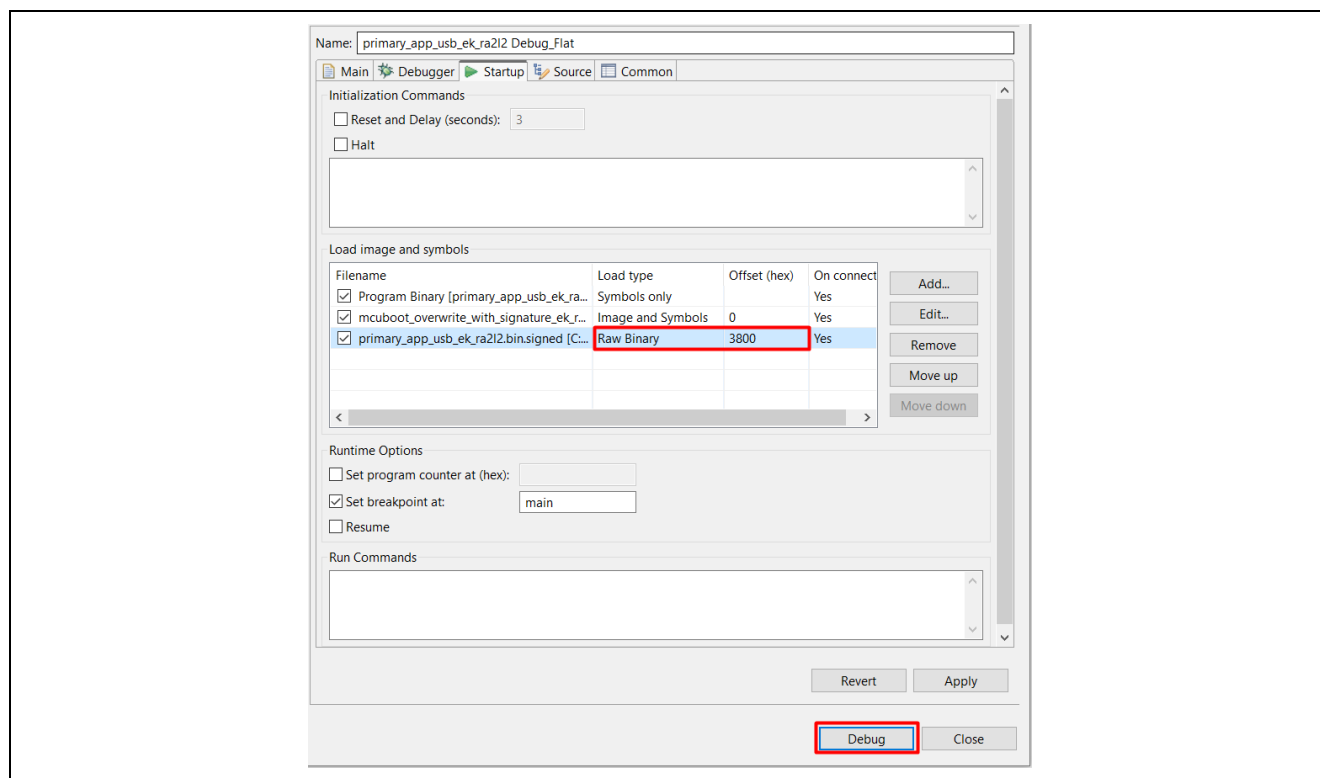 Name: primary_app_usb_ek_ra2l2 Debug_Flat
Main Debugger Startup Source Common
Initialization Commands
Reset and Delay (seconds): 3
Halt
Load image and symbols
Filename Load type Offset (hex) On connect
Program Binary [primary_app_usb_ek_ra... Symbols only Yes
mcuboot_overwrite_with_signature_ek_r... Image and Symbols 0 Yes
primary_app_usb_ek_ra2l2.bin.signed [C:... Raw Binary 3800 Yes
Add...
Edit...
Remove
Move up
Move down
Runtime Options
Set program counter at (hex):
Set breakpoint at: main
Resume
Run Commands
Revert Apply
Debug Close